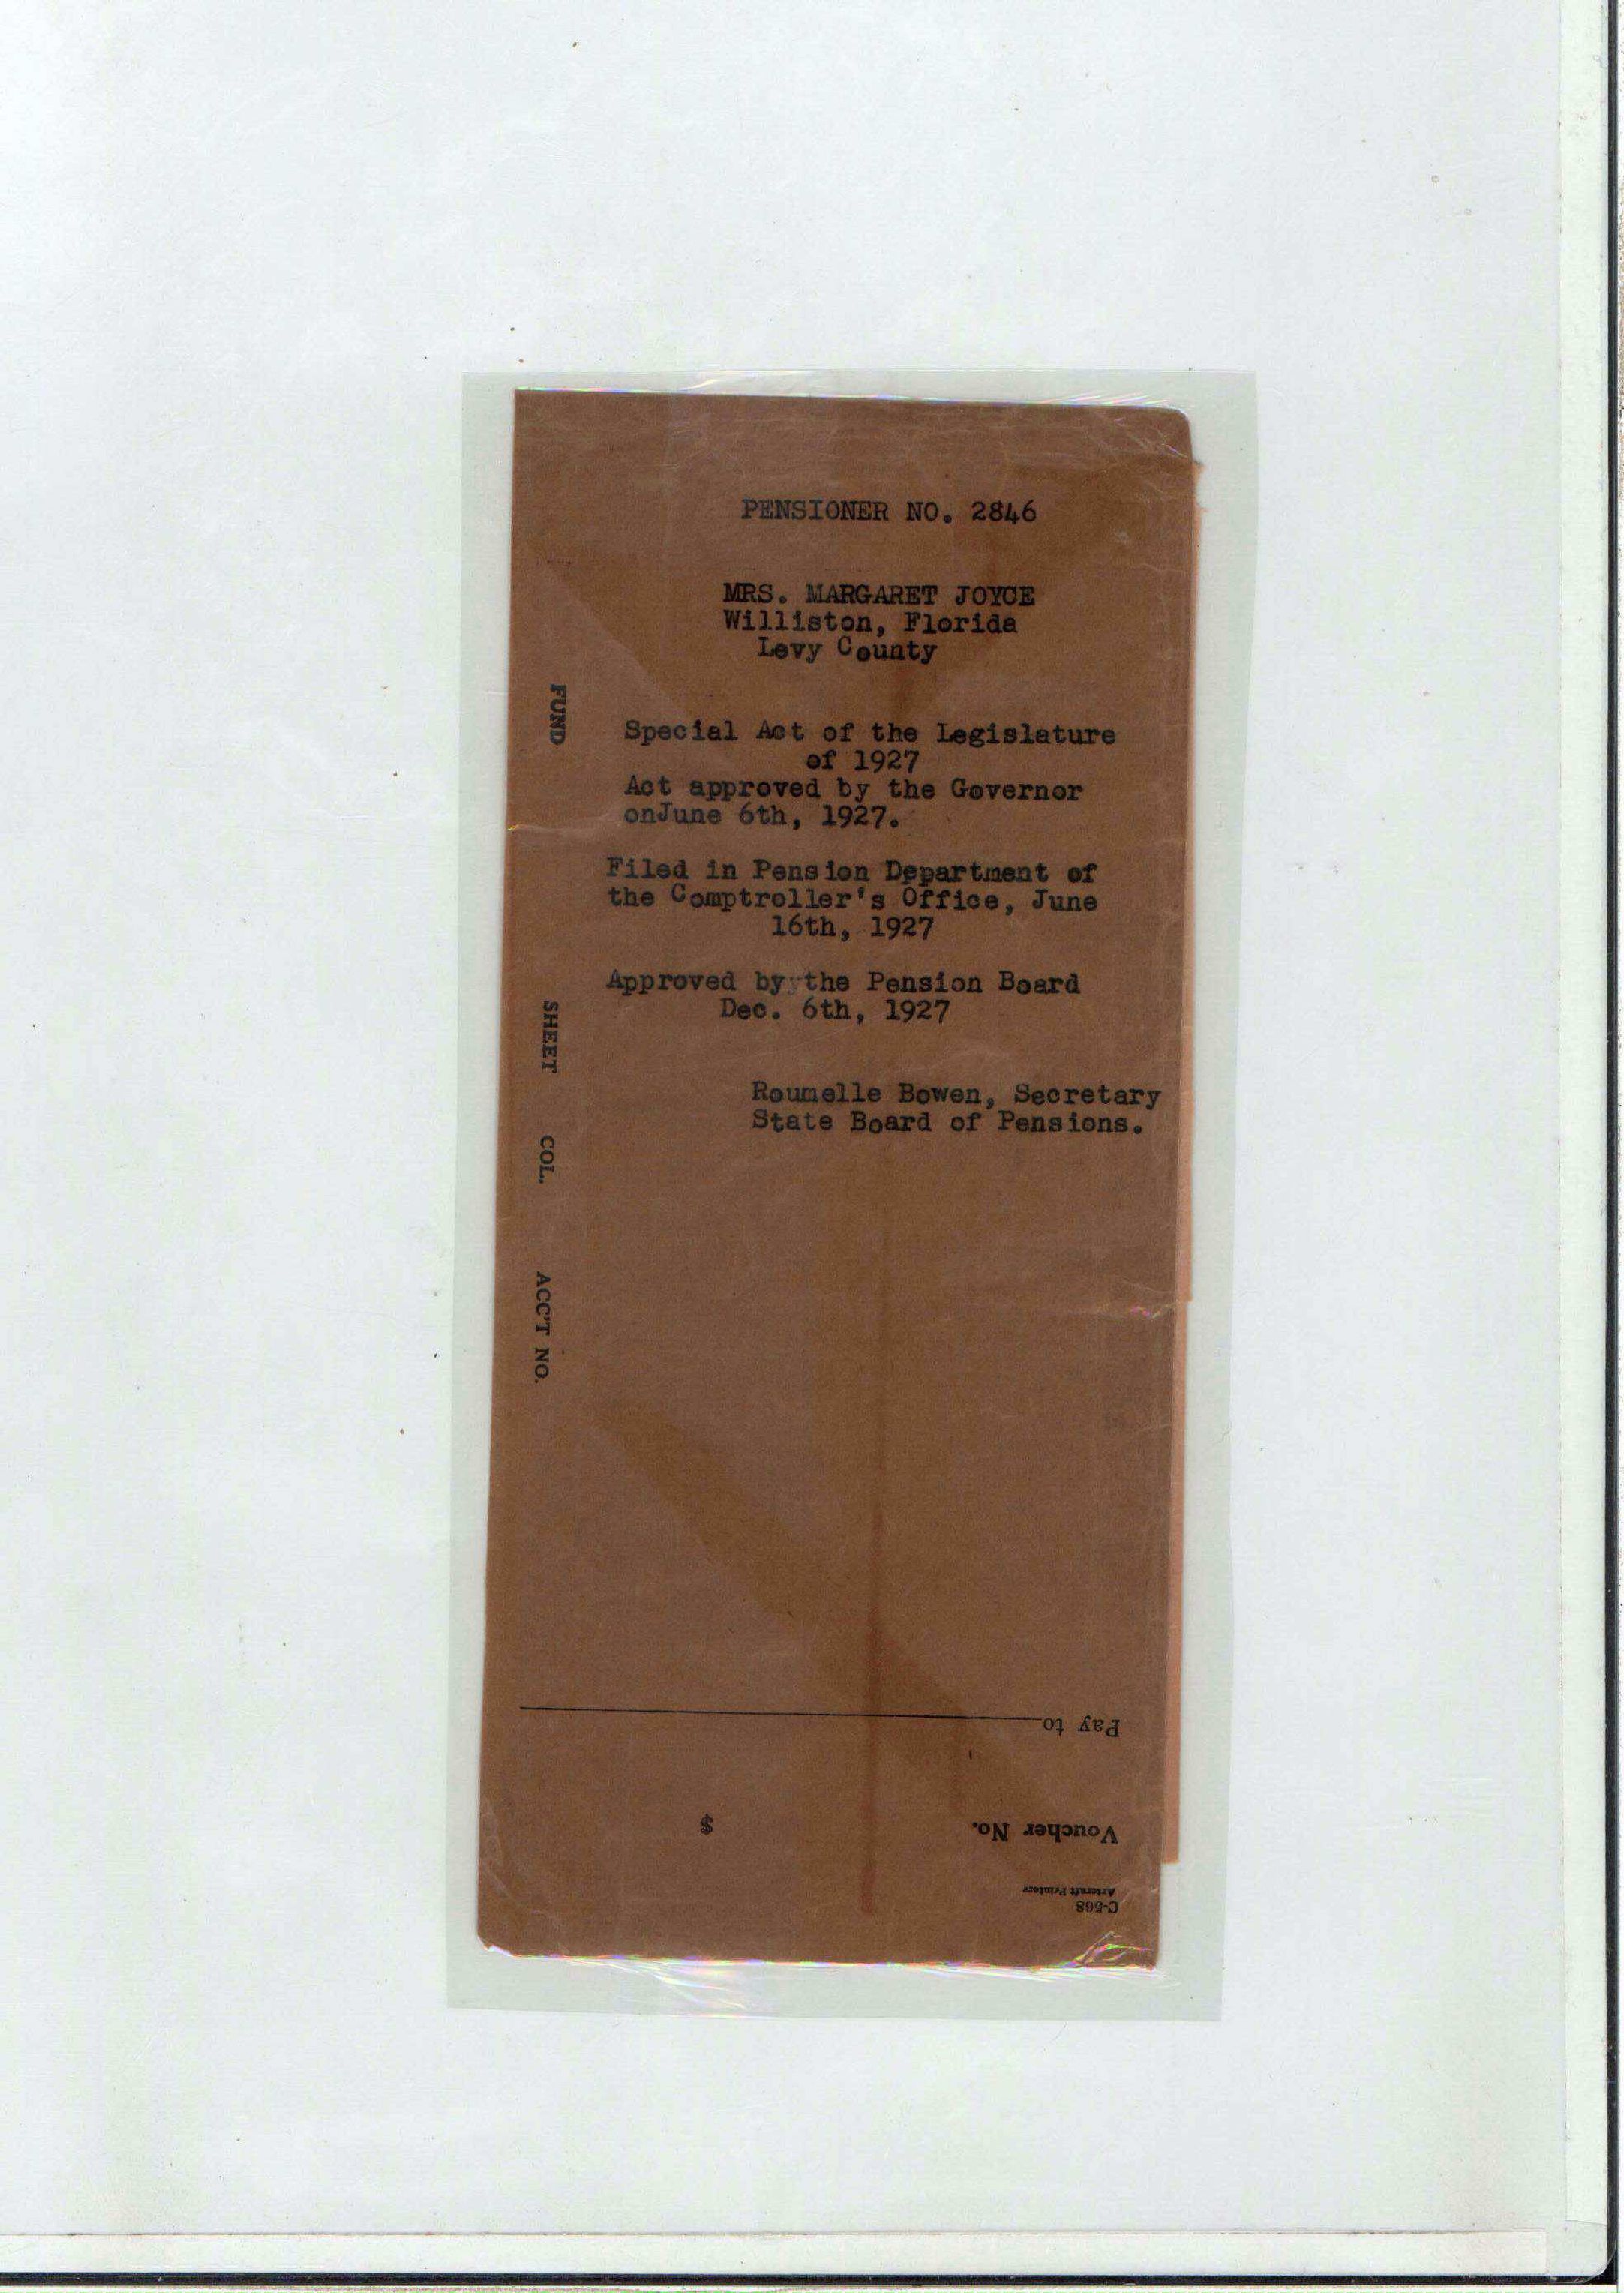 PENSIONER NO. 2846
MRS. MARGARET JOYCE
Williston, Florida
Levy County
Special Act of the Legislature
of 1927
Act approved by the Governor
onJune 6th, 1927.
Filed in Pension Department of
the Comptroller's Office, June
16th, 1927
Approved by the Pension Board
Dec. 6th, 1927
Roumelle Bowen, Secretary
State Board of Pensions.
FUND
SHEET
COL.
ACC'T NO.
C-568
Artcraft Printery
Voucher No. $
Pay to